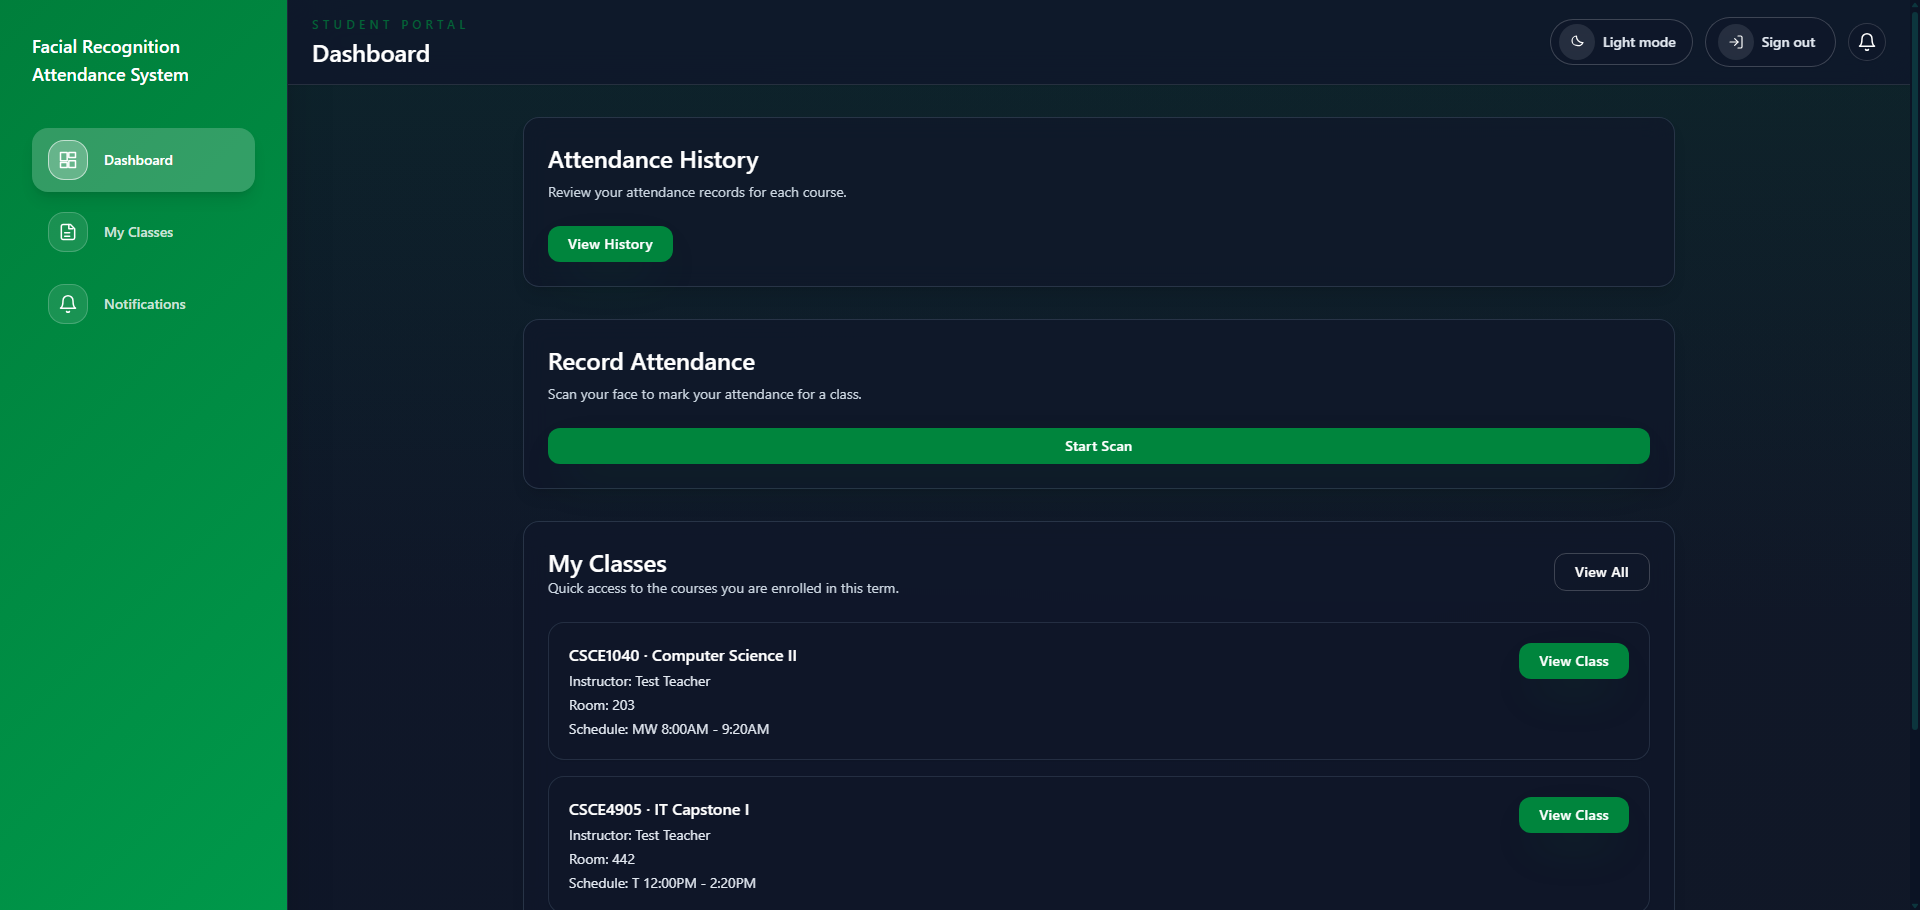 Facial Recognition
Attendance System
Dashboard
My Classes
Notifications
STUDENT PORTAL
Dashboard
Light mode
Sign out
Attendance History
Review your attendance records for each course.
View History
Record Attendance
Scan your face to mark your attendance for a class.
Start Scan
My Classes
Quick access to the courses you are enrolled in this term.
View All
CSCE1040 · Computer Science II
Instructor: Test Teacher
Room: 203
Schedule: MW 8:00AM - 9:20AM
View Class
CSCE4905 · IT Capstone I
Instructor: Test Teacher
Room: 442
Schedule: T 12:00PM - 2:20PM
View Class